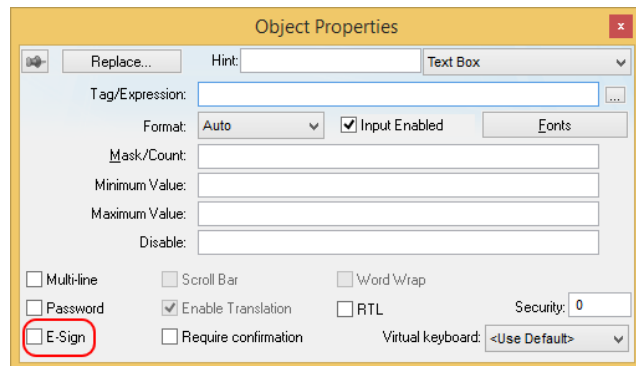 Object Properties x
Replace... Hint: Text Box
Tag/Expression: ...
Format: Auto Input Enabled Fonts
Mask/Count:
Minimum Value:
Maximum Value:
Disable:
Multi-line Scroll Bar Word Wrap
Password Enable Translation RTL Security: 0
E-Sign Require confirmation Virtual keyboard: <Use Default>